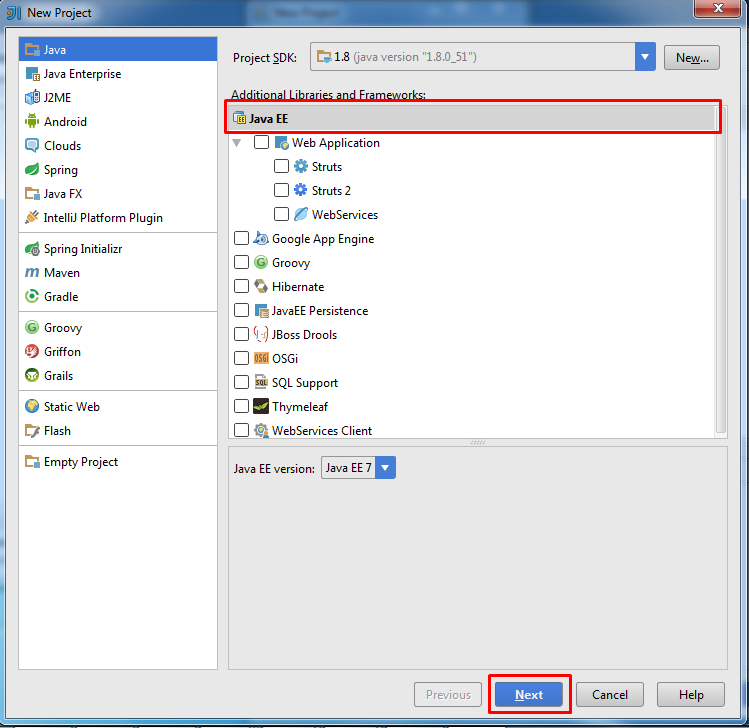 New Project
Java
Java Enterprise
J2ME
Android
Clouds
Spring
Java FX
IntelliJ Platform Plugin
Spring Initializr
Maven
Gradle
Groovy
Griffon
Grails
Static Web
Flash
Empty Project
Project SDK: 1.8 (java version "1.8.0_51") New...
Additional Libraries and Frameworks:
Java EE
Web Application
Struts
Struts 2
WebServices
Google App Engine
Groovy
Hibernate
JavaEE Persistence
JBoss Drools
OSGi
SQL Support
Thymeleaf
WebServices Client
Java EE version: Java EE 7
Previous Next Cancel Help